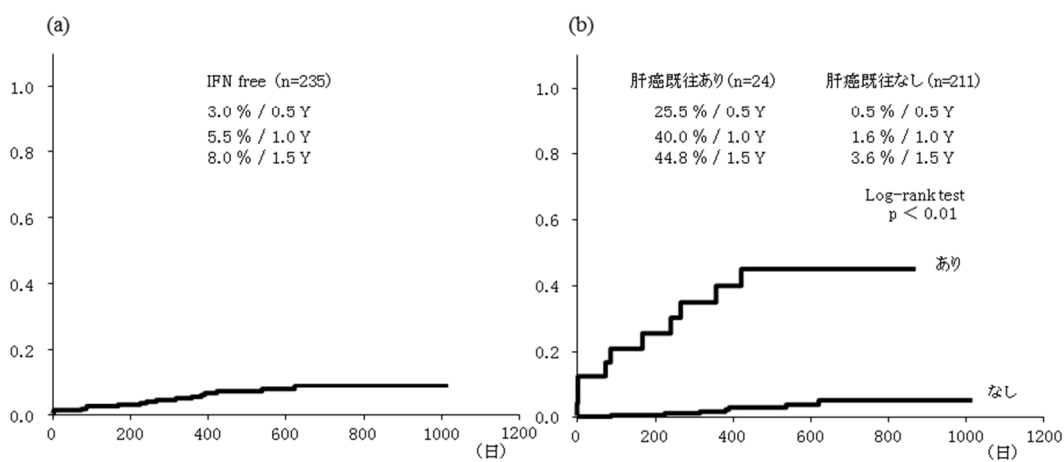 (a)
IFN free (n=235)
3.0 % / 0.5 Y
5.5 % / 1.0 Y
8.0 % / 1.5 Y
1.0
0.8
0.6
0.4
0.2
0.0
0 200 400 600 800 1000 1200
(日)
(b)
肝癌既往あり(n=24) 肝癌既往なし(n=211)
25.5 % / 0.5 Y 0.5 % / 0.5 Y
40.0 % / 1.0 Y 1.6 % / 1.0 Y
44.8 % / 1.5 Y 3.6 % / 1.5 Y
Log-rank test
p < 0.01
あり
なし
1.0
0.8
0.6
0.4
0.2
0.0
0 200 400 600 800 1000 1200
(日)